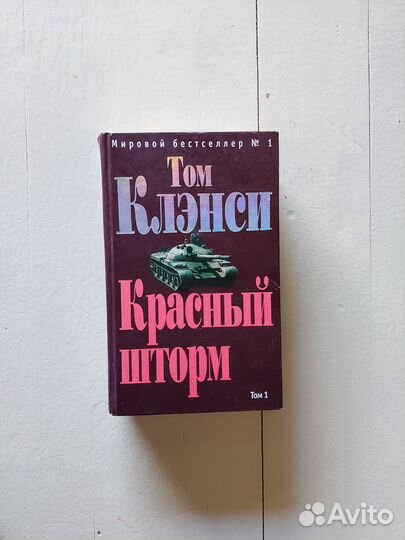 Мировой бестселлер № 1
Том
Клэнси
Красный
шторм
Том 1
Avito